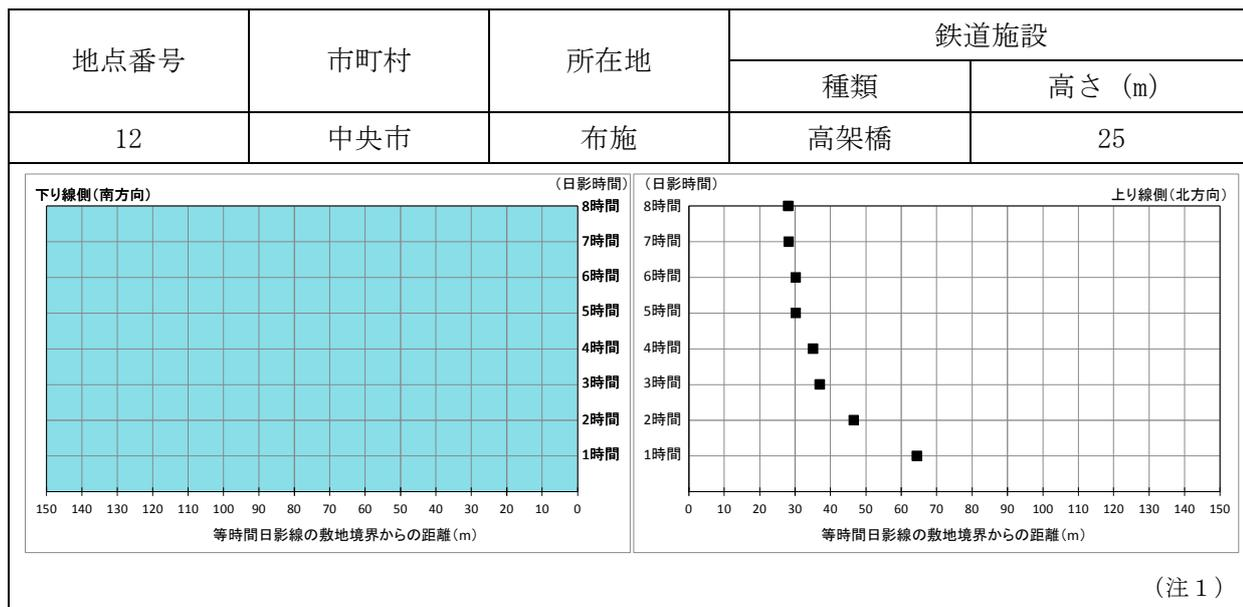 地点番号 市町村 所在地 鉄道施設
種類 高さ (m)
12 中央市 布施 高架橋 25
下り線側(南方向) (日影時間)
8時間
7時間
6時間
5時間
4時間
3時間
2時間
1時間
150 140 130 120 110 100 90 80 70 60 50 40 30 20 10 0
等時間日影線の敷地境界からの距離(m)
(日影時間) 上り線側(北方向)
8時間
7時間
6時間
5時間
4時間
3時間
2時間
1時間
0 10 20 30 40 50 60 70 80 90 100 110 120 130 140 150
等時間日影線の敷地境界からの距離(m)
(注１)